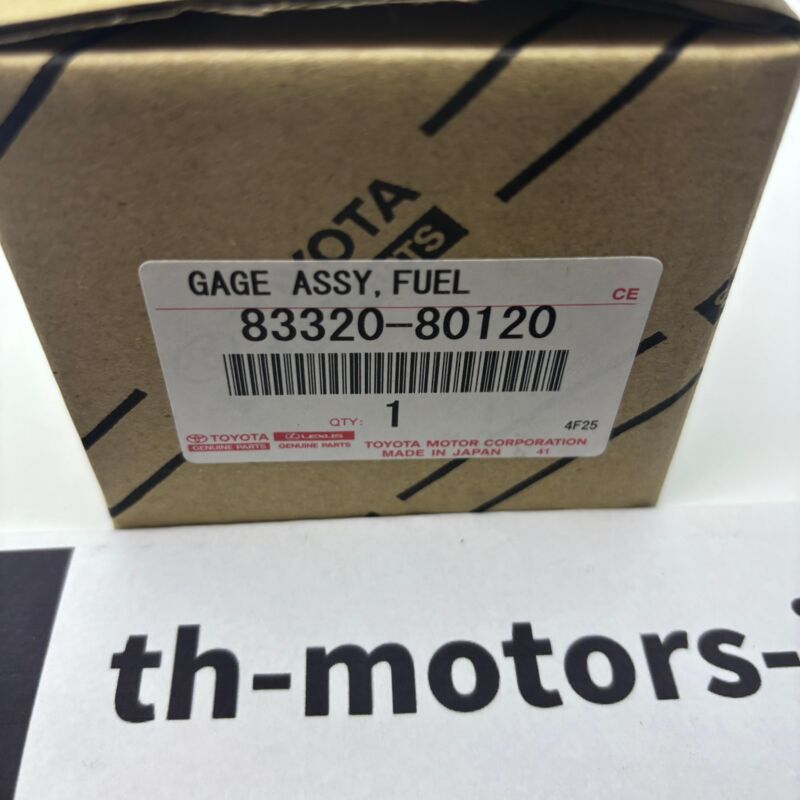 TOYOTA
GAGE ASSY,FUEL
CE
83320-80120
QTY: 1
4F25
TOYOTA LEXUS
GENUINE PARTS GENUINE PARTS
TOYOTA MOTOR CORPORATION
MADE IN JAPAN 41
th-motors-